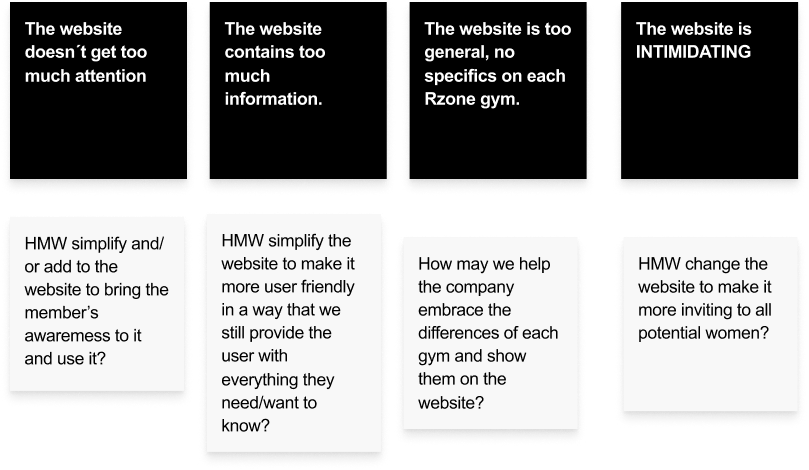 The website
doesn´t get too
much attention
The website
contains too
much
information.
The website is too
general, no
specifics on each
Rzone gym.
The website is
INTIMIDATING
HMW simplify and/
or add to the
website to bring the
member’s
awaremess to it
and use it?
HMW simplify the
website to make it
more user friendly
in a way that we
still provide the
user with
everything they
need/want to
know?
How may we help
the company
embrace the
differences of each
gym and show
them on the
website?
HMW change the
website to make it
more inviting to all
potential women?